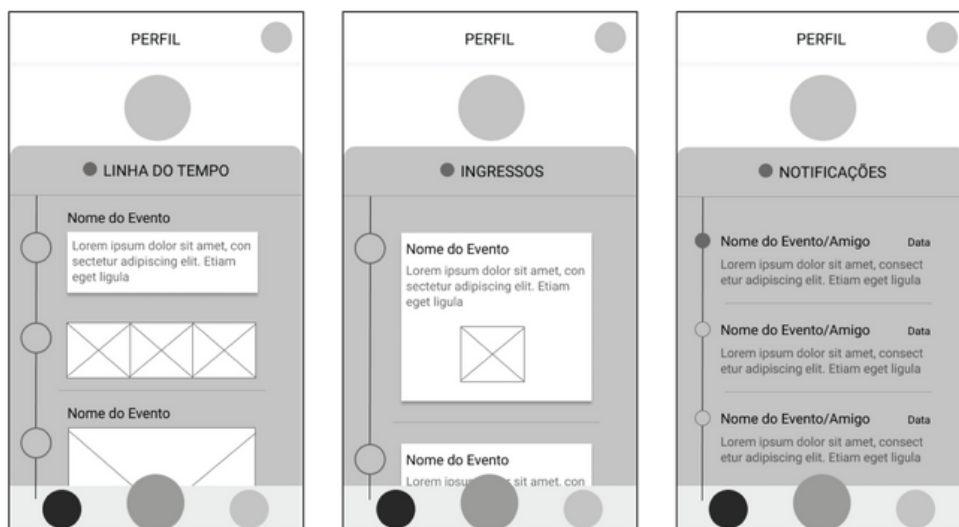 PERFIL
LINHA DO TEMPO
Nome do Evento
Lorem ipsum dolor sit amet, con
sectetur adipiscing elit. Etiam
eget ligula
Nome do Evento
PERFIL
INGRESSOS
Nome do Evento
Lorem ipsum dolor sit amet, con
sectetur adipiscing elit. Etiam
eget ligula
Nome do Evento
Lorem ipsu sit amet, con
PERFIL
NOTIFICAÇÕES
Nome do Evento/Amigo Data
Lorem ipsum dolor sit amet, consect
etur adipiscing elit. Etiam eget ligula
Nome do Evento/Amigo Data
Lorem ipsum dolor sit amet, consect
etur adipiscing elit. Etiam eget ligula
Nome do Evento/Amigo Data
Lorem ipsum dolor sit amet, consect
etur adipiscing elit. Etiam eget ligula